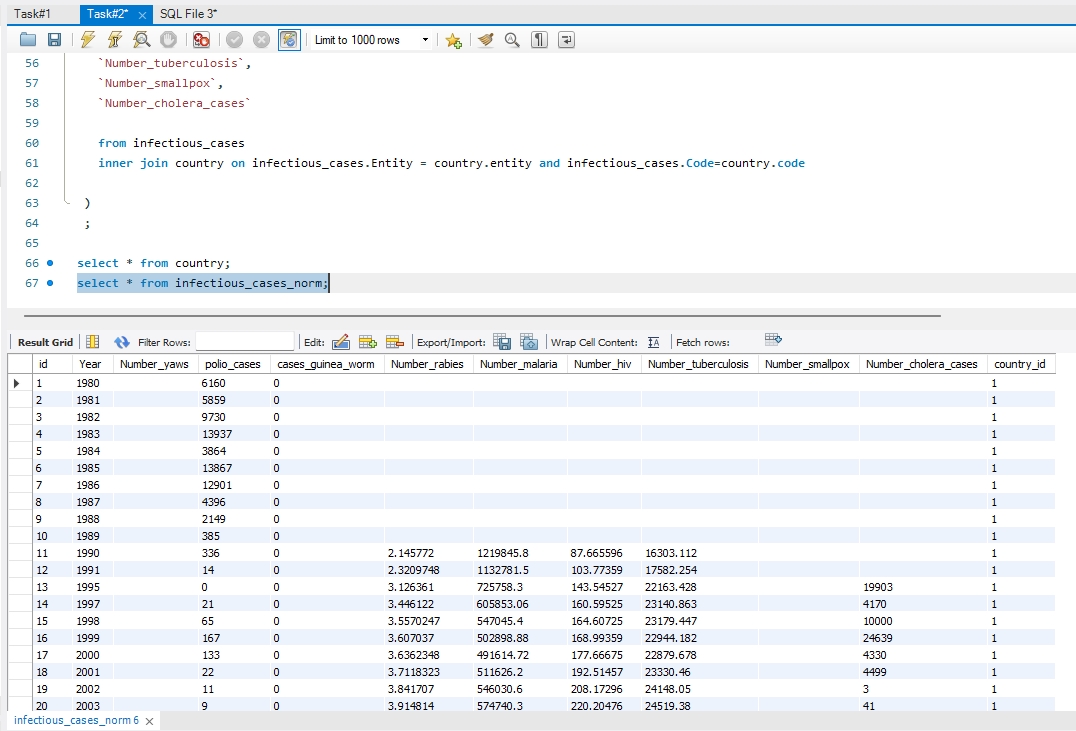 Task#1 Task#2* SQL File 3*
Limit to 1000 rows
56 `Number_tuberculosis`,
57 `Number_smallpox`,
58 `Number_cholera_cases`
59
60 from infectious_cases
61 inner join country on infectious_cases.Entity = country.entity and infectious_cases.Code=country.code
62
63 )
64 ;
65
66 select * from country;
67 select * from infectious_cases_norm;
Result Grid Filter Rows: Edit: Export/Import: Wrap Cell Content: Fetch rows:
id Year Number_yaws polio_cases cases_guinea_worm Number_rabies Number_malaria Number_hiv Number_tuberculosis Number_smallpox Number_cholera_cases country_id
1 1980 6160 0 1
2 1981 5859 0 1
3 1982 9730 0 1
4 1983 13937 0 1
5 1984 3864 0 1
6 1985 13867 0 1
7 1986 12901 0 1
8 1987 4396 0 1
9 1988 2149 0 1
10 1989 385 0 1
11 1990 336 0 2.145772 1219845.8 87.665596 16303.112 1
12 1991 14 0 2.3209748 1132781.5 103.77359 17582.254 1
13 1995 0 0 3.126361 725758.3 143.54527 22163.428 19903 1
14 1997 21 0 3.446122 605853.06 160.59525 23140.863 4170 1
15 1998 65 0 3.5570247 547045.4 164.60725 23179.447 10000 1
16 1999 167 0 3.607037 502898.88 168.99359 22944.182 24639 1
17 2000 133 0 3.6362348 491614.72 177.66675 22879.678 4330 1
18 2001 22 0 3.7118323 511626.2 192.51457 23330.46 4499 1
19 2002 11 0 3.841707 546030.6 208.17296 24148.05 3 1
20 2003 9 0 3.914814 574740.3 220.20476 24519.38 41 1
infectious_cases_norm 6